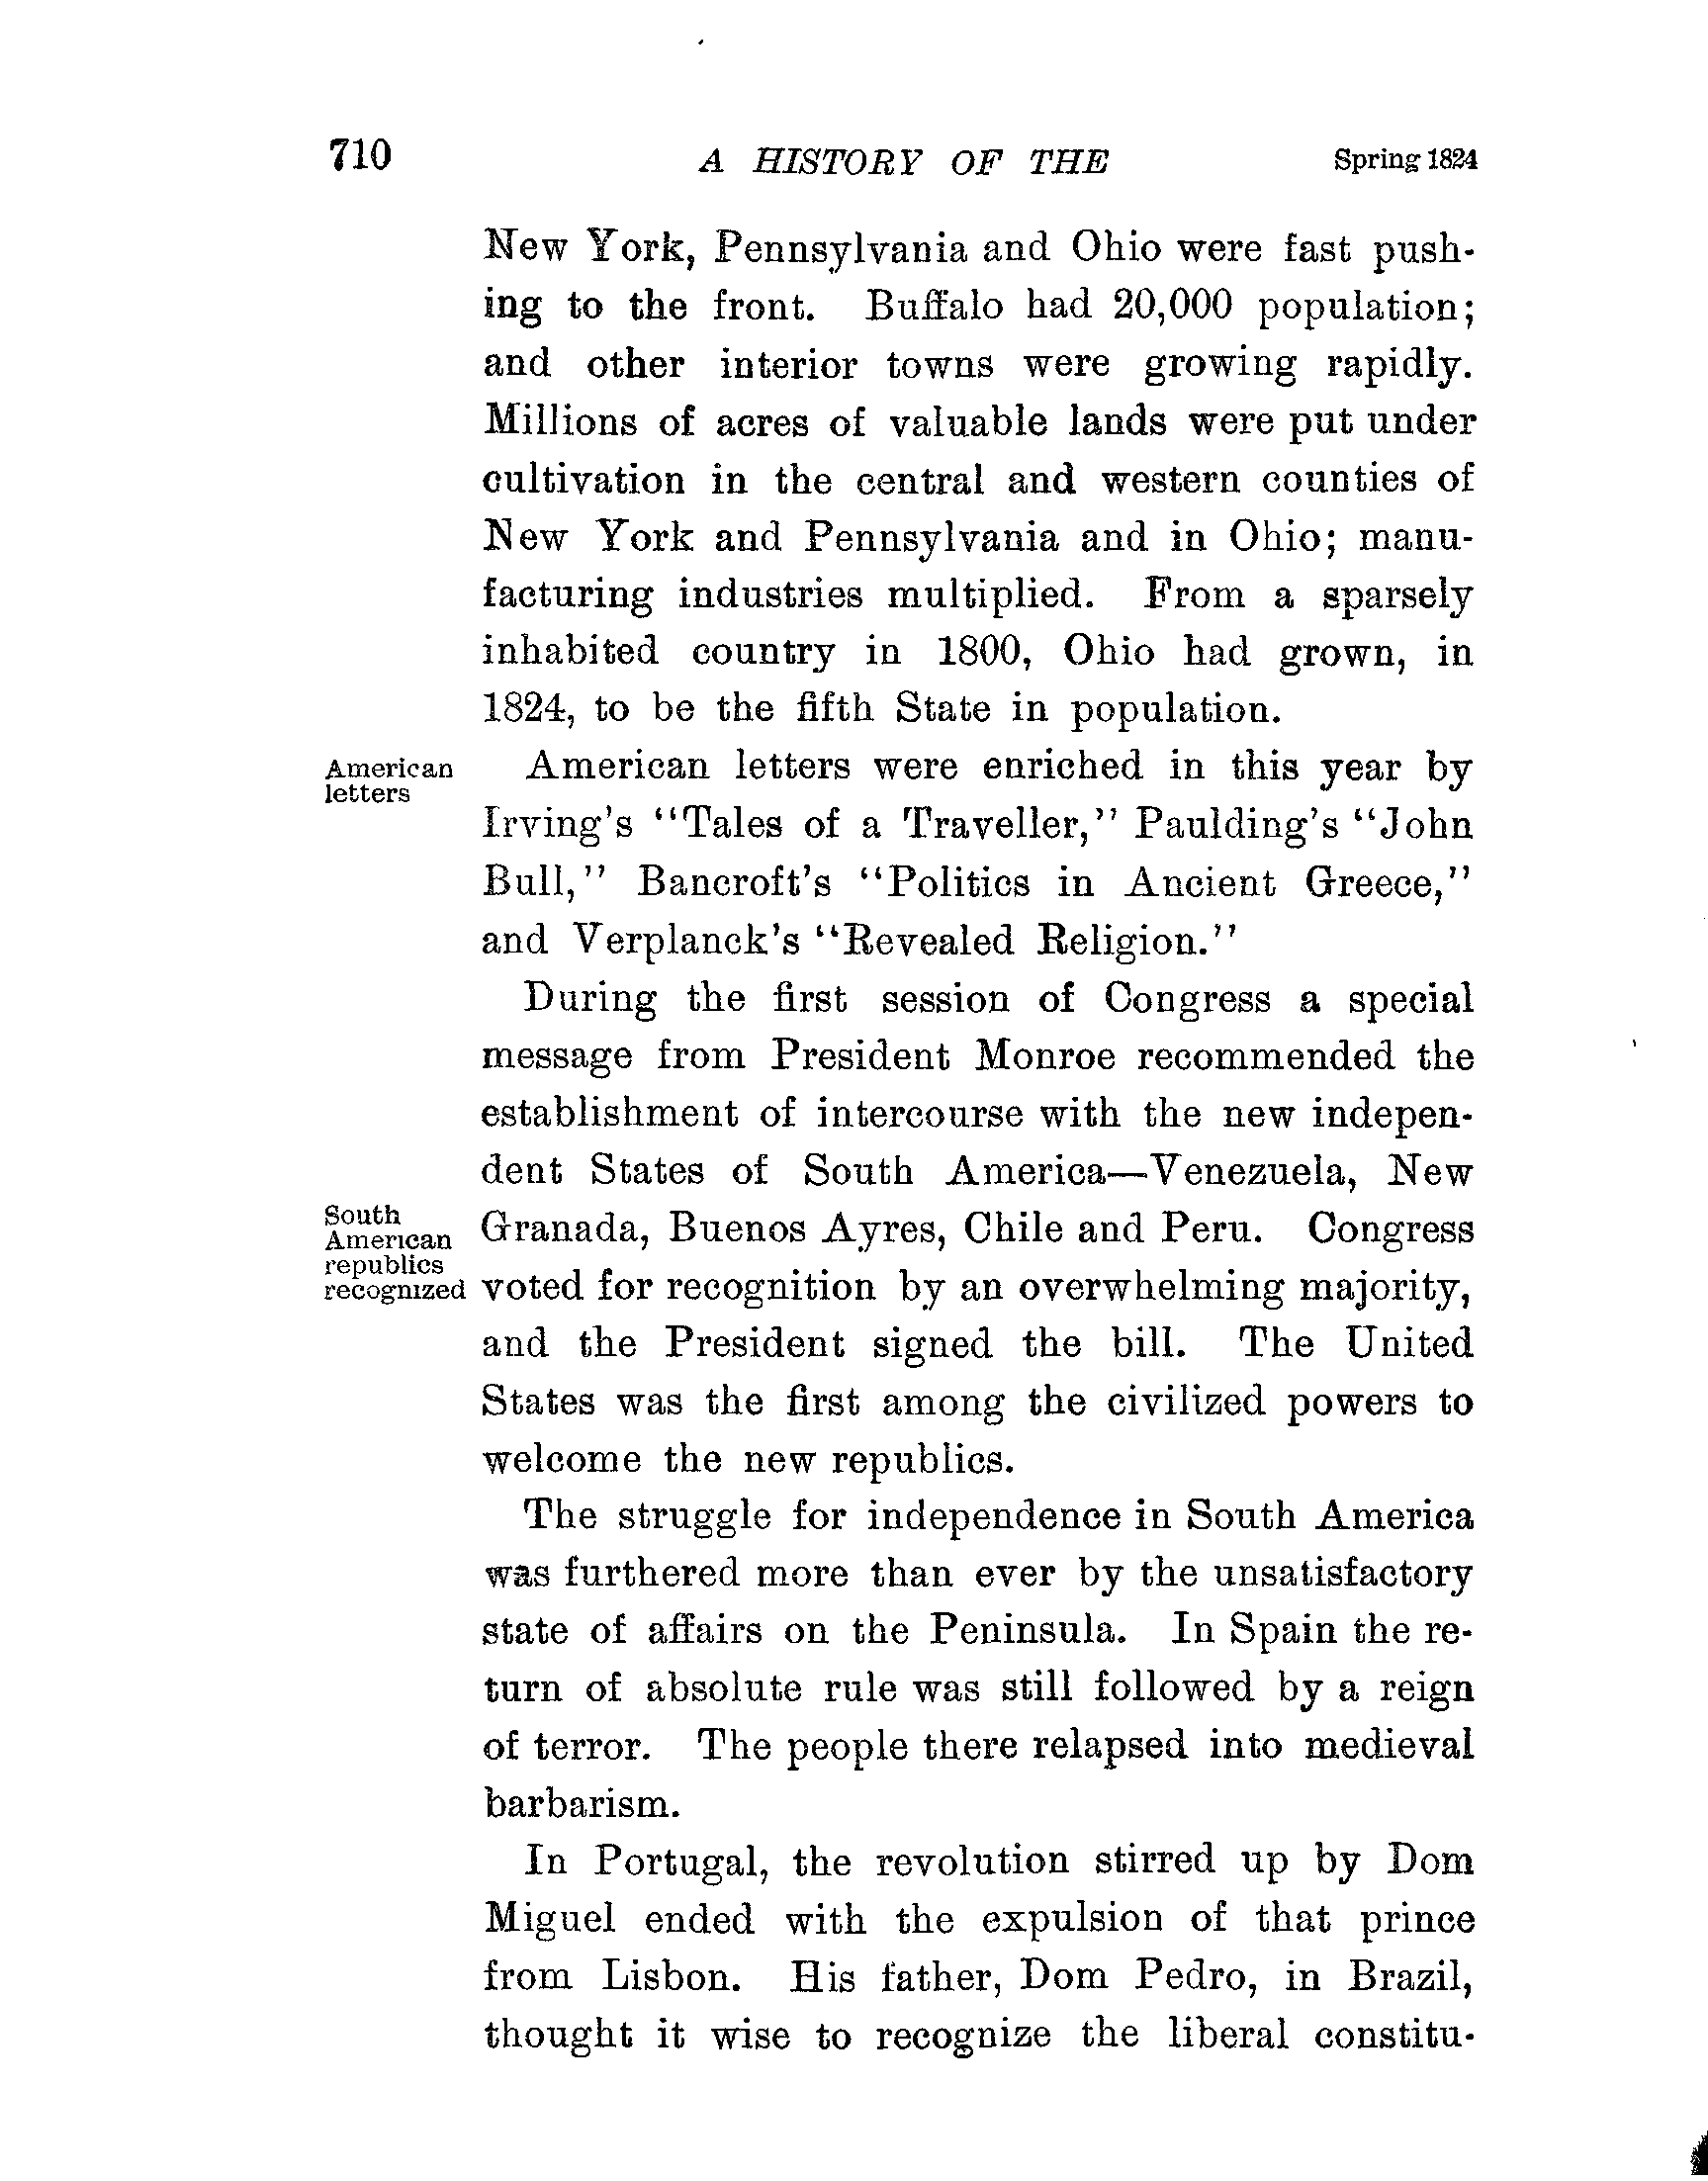 710 A HISTORY OF THE Spring 1824
New York, Pennsylvania and Ohio were fast push-
ing to the front. Buffalo had 20,000 population;
and other interior towns were growing rapidly.
Millions of acres of valuable lands were put under
cultivation in the central and western counties of
New York and Pennsylvania and in Ohio; manu-
facturing industries multiplied. From a sparsely
inhabited country in 1800, Ohio had grown, in
1824, to be the fifth State in population.
American
letters
American letters were enriched in this year by
Irving's "Tales of a Traveller," Paulding's "John
Bull," Bancroft's "Politics in Ancient Greece,"
and Verplanck's "Revealed Religion."
During the first session of Congress a special
message from President Monroe recommended the
establishment of intercourse with the new indepen-
dent States of South America—Venezuela, New
South
American
republics
recognized
Granada, Buenos Ayres, Chile and Peru. Congress
voted for recognition by an overwhelming majority,
and the President signed the bill. The United
States was the first among the civilized powers to
welcome the new republics.
The struggle for independence in South America
was furthered more than ever by the unsatisfactory
state of affairs on the Peninsula. In Spain the re-
turn of absolute rule was still followed by a reign
of terror. The people there relapsed into medieval
barbarism.
In Portugal, the revolution stirred up by Dom
Miguel ended with the expulsion of that prince
from Lisbon. His father, Dom Pedro, in Brazil,
thought it wise to recognize the liberal constitu-